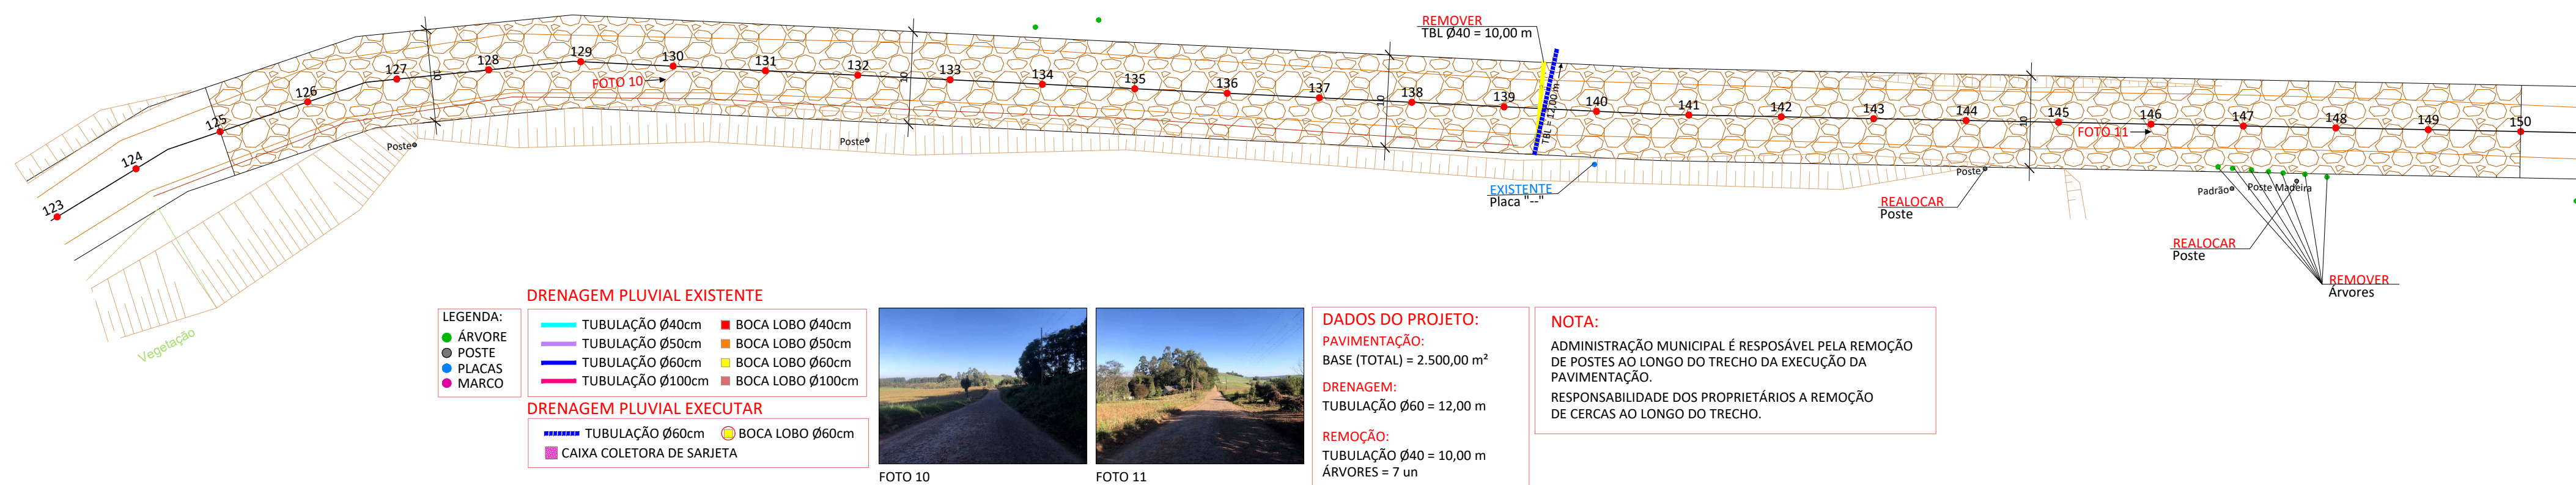 REMOVER
TBL Ø40 = 10,00 m
123
124
125
126
127
128
129
130
131
132
133
134
135
136
137
138
139
140
141
142
143
144
145
146
147
148
149
150
10
10
10
10
FOTO 10
FOTO 11
TBL = 12,00 m
Poste
Poste
Poste
Padrão
Poste Madeira
EXISTENTE
Placa "--"
REALOCAR
Poste
REALOCAR
Poste
REMOVER
Árvores
Vegetação
LEGENDA:
ÁRVORE
POSTE
PLACAS
MARCO
DRENAGEM PLUVIAL EXISTENTE
TUBULAÇÃO Ø40cm BOCA LOBO Ø40cm
TUBULAÇÃO Ø50cm BOCA LOBO Ø50cm
TUBULAÇÃO Ø60cm BOCA LOBO Ø60cm
TUBULAÇÃO Ø100cm BOCA LOBO Ø100cm
DRENAGEM PLUVIAL EXECUTAR
TUBULAÇÃO Ø60cm BOCA LOBO Ø60cm
CAIXA COLETORA DE SARJETA
FOTO 10
FOTO 11
DADOS DO PROJETO:
PAVIMENTAÇÃO:
BASE (TOTAL) = 2.500,00 m²
DRENAGEM:
TUBULAÇÃO Ø60 = 12,00 m
REMOÇÃO:
TUBULAÇÃO Ø40 = 10,00 m
ÁRVORES = 7 un
NOTA:
ADMINISTRAÇÃO MUNICIPAL É RESPOSÁVEL PELA REMOÇÃO
DE POSTES AO LONGO DO TRECHO DA EXECUÇÃO DA
PAVIMENTAÇÃO.
RESPONSABILIDADE DOS PROPRIETÁRIOS A REMOÇÃO
DE CERCAS AO LONGO DO TRECHO.